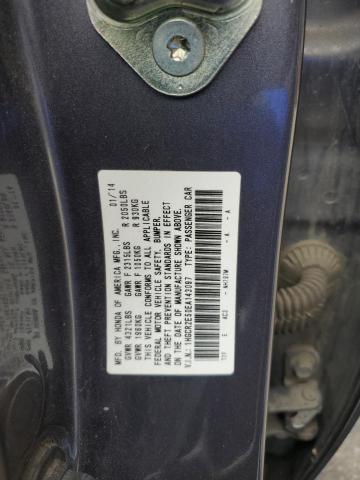 MFD. BY HONDA OF AMERICA MFG., INC. 01/14
GVWR 4321LBS GAWR F 2315LBS R 2050LBS
GVWR 1960KG GAWR F 1050KG R 930KG
THIS VEHICLE CONFORMS TO ALL APPLICABLE
FEDERAL MOTOR VEHICLE SAFETY, BUMPER,
AND THEFT PREVENTION STANDARDS IN EFFECT
ON THE DATE OF MANUFACTURE SHOWN ABOVE.
V.I.N.: 1HGCR2E50EA143097 TYPE: PASSENGER CAR
E AC0 A - A